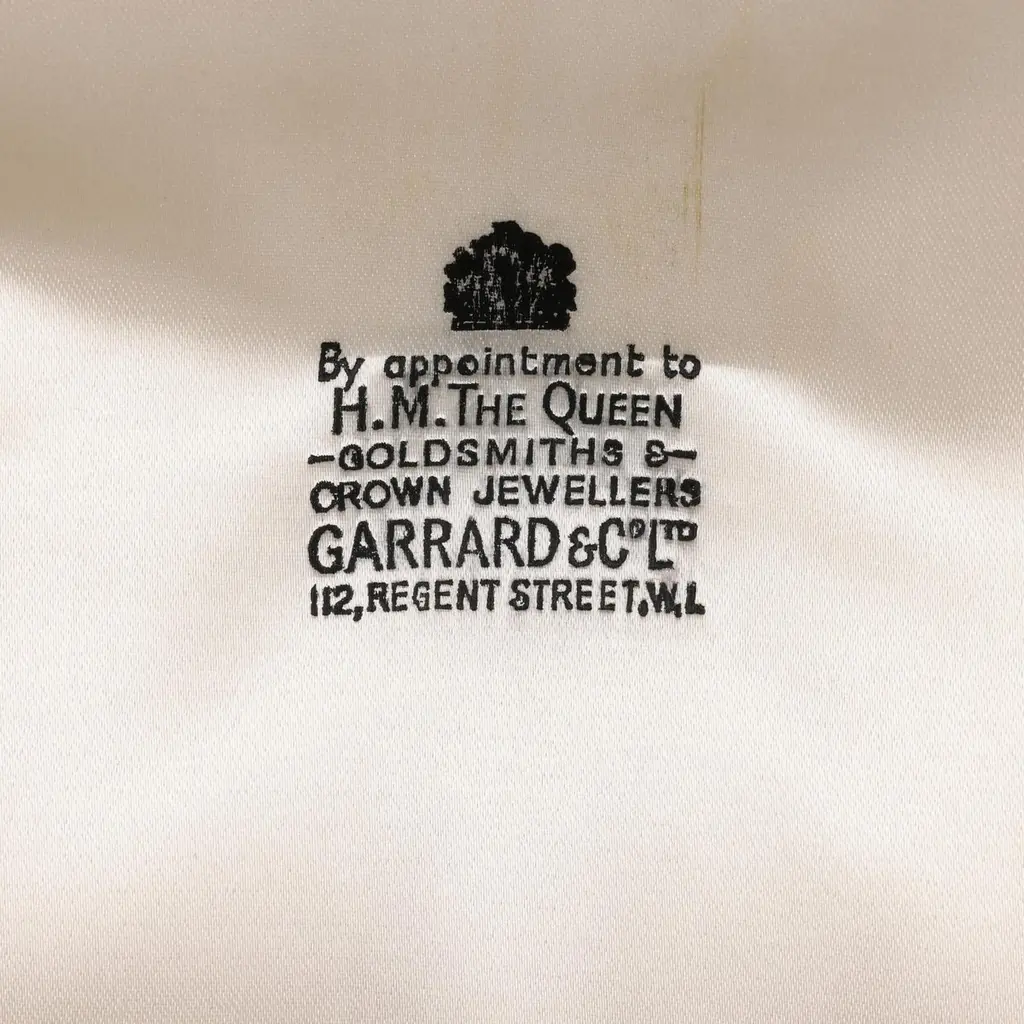 By appointment to
H.M. THE QUEEN
-GOLDSMITHS &-
CROWN JEWELLERS
GARRARD & Cº LTD
112, REGENT STREET, W.1.